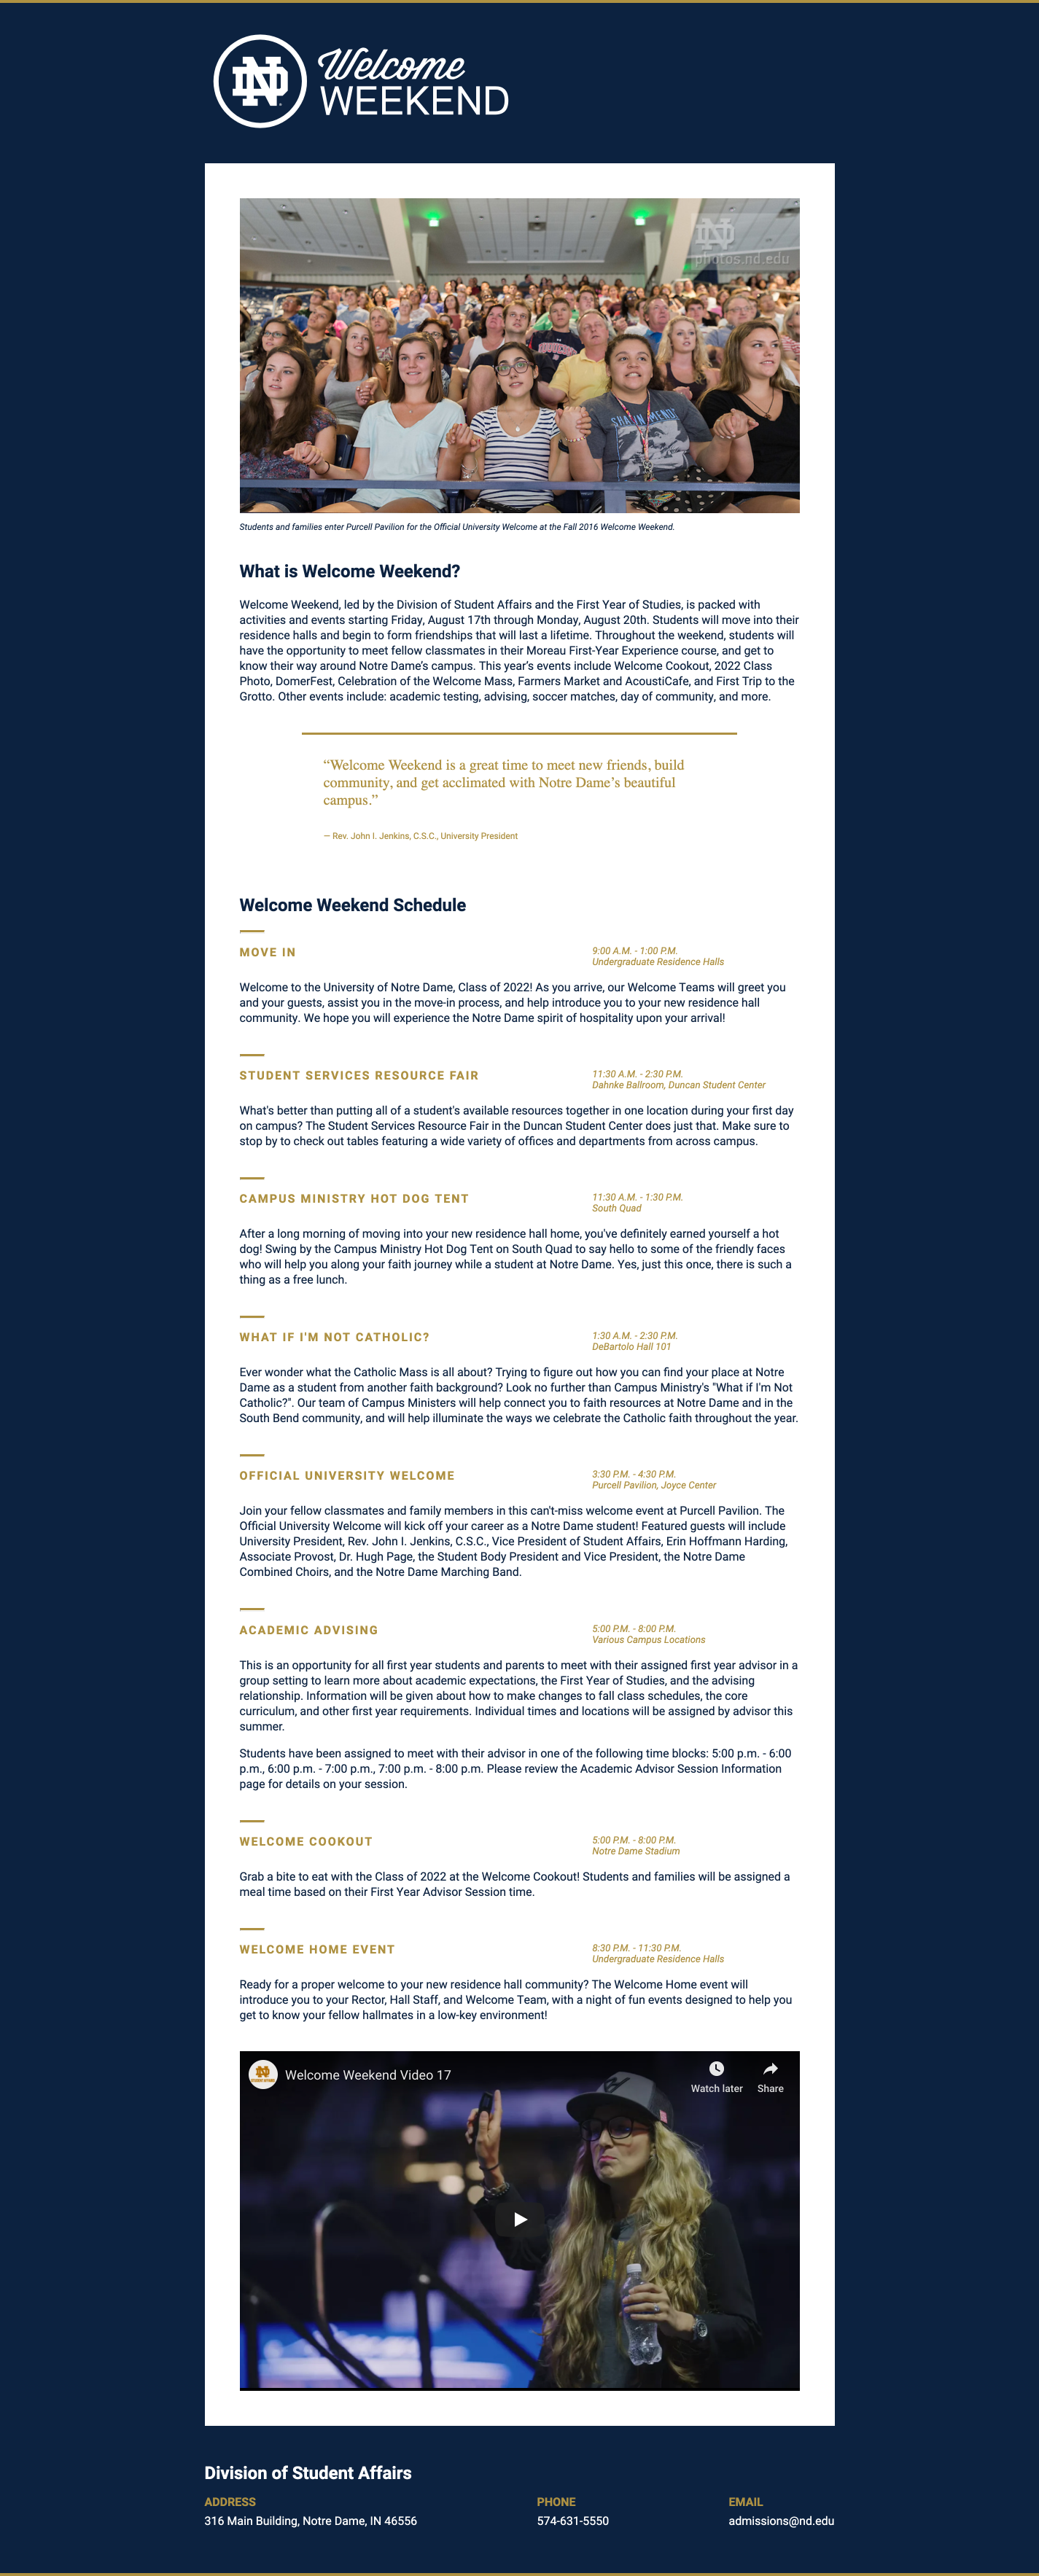 ND
Welcome
WEEKEND
ND
photos.nd.edu
SHAWN MENDES
Students and families enter Purcell Pavilion for the Official University Welcome at the Fall 2016 Welcome Weekend.
What is Welcome Weekend?
Welcome Weekend, led by the Division of Student Affairs and the First Year of Studies, is packed with
activities and events starting Friday, August 17th through Monday, August 20th. Students will move into their
residence halls and begin to form friendships that will last a lifetime. Throughout the weekend, students will
have the opportunity to meet fellow classmates in their Moreau First-Year Experience course, and get to
know their way around Notre Dame’s campus. This year’s events include Welcome Cookout, 2022 Class
Photo, DomerFest, Celebration of the Welcome Mass, Farmers Market and AcoustiCafe, and First Trip to the
Grotto. Other events include: academic testing, advising, soccer matches, day of community, and more.
“Welcome Weekend is a great time to meet new friends, build
community, and get acclimated with Notre Dame’s beautiful
campus.”
— Rev. John I. Jenkins, C.S.C., University President
Welcome Weekend Schedule
MOVE IN
9:00 A.M. - 1:00 P.M.
Undergraduate Residence Halls
Welcome to the University of Notre Dame, Class of 2022! As you arrive, our Welcome Teams will greet you
and your guests, assist you in the move-in process, and help introduce you to your new residence hall
community. We hope you will experience the Notre Dame spirit of hospitality upon your arrival!
STUDENT SERVICES RESOURCE FAIR
11:30 A.M. - 2:30 P.M.
Dahnke Ballroom, Duncan Student Center
What's better than putting all of a student's available resources together in one location during your first day
on campus? The Student Services Resource Fair in the Duncan Student Center does just that. Make sure to
stop by to check out tables featuring a wide variety of offices and departments from across campus.
CAMPUS MINISTRY HOT DOG TENT
11:30 A.M. - 1:30 P.M.
South Quad
After a long morning of moving into your new residence hall home, you've definitely earned yourself a hot
dog! Swing by the Campus Ministry Hot Dog Tent on South Quad to say hello to some of the friendly faces
who will help you along your faith journey while a student at Notre Dame. Yes, just this once, there is such a
thing as a free lunch.
WHAT IF I'M NOT CATHOLIC?
1:30 A.M. - 2:30 P.M.
DeBartolo Hall 101
Ever wonder what the Catholic Mass is all about? Trying to figure out how you can find your place at Notre
Dame as a student from another faith background? Look no further than Campus Ministry's "What if I'm Not
Catholic?". Our team of Campus Ministers will help connect you to faith resources at Notre Dame and in the
South Bend community, and will help illuminate the ways we celebrate the Catholic faith throughout the year.
OFFICIAL UNIVERSITY WELCOME
3:30 P.M. - 4:30 P.M.
Purcell Pavilion, Joyce Center
Join your fellow classmates and family members in this can't-miss welcome event at Purcell Pavilion. The
Official University Welcome will kick off your career as a Notre Dame student! Featured guests will include
University President, Rev. John I. Jenkins, C.S.C., Vice President of Student Affairs, Erin Hoffmann Harding,
Associate Provost, Dr. Hugh Page, the Student Body President and Vice President, the Notre Dame
Combined Choirs, and the Notre Dame Marching Band.
ACADEMIC ADVISING
5:00 P.M. - 8:00 P.M.
Various Campus Locations
This is an opportunity for all first year students and parents to meet with their assigned first year advisor in a
group setting to learn more about academic expectations, the First Year of Studies, and the advising
relationship. Information will be given about how to make changes to fall class schedules, the core
curriculum, and other first year requirements. Individual times and locations will be assigned by advisor this
summer.
Students have been assigned to meet with their advisor in one of the following time blocks: 5:00 p.m. - 6:00
p.m., 6:00 p.m. - 7:00 p.m., 7:00 p.m. - 8:00 p.m. Please review the Academic Advisor Session Information
page for details on your session.
WELCOME COOKOUT
5:00 P.M. - 8:00 P.M.
Notre Dame Stadium
Grab a bite to eat with the Class of 2022 at the Welcome Cookout! Students and families will be assigned a
meal time based on their First Year Advisor Session time.
WELCOME HOME EVENT
8:30 P.M. - 11:30 P.M.
Undergraduate Residence Halls
Ready for a proper welcome to your new residence hall community? The Welcome Home event will
introduce you to your Rector, Hall Staff, and Welcome Team, with a night of fun events designed to help you
get to know your fellow hallmates in a low-key environment!
ND
STUDENT AFFAIRS
Welcome Weekend Video 17
Watch later
Share
Division of Student Affairs
ADDRESS
316 Main Building, Notre Dame, IN 46556
PHONE
574-631-5550
EMAIL
admissions@nd.edu